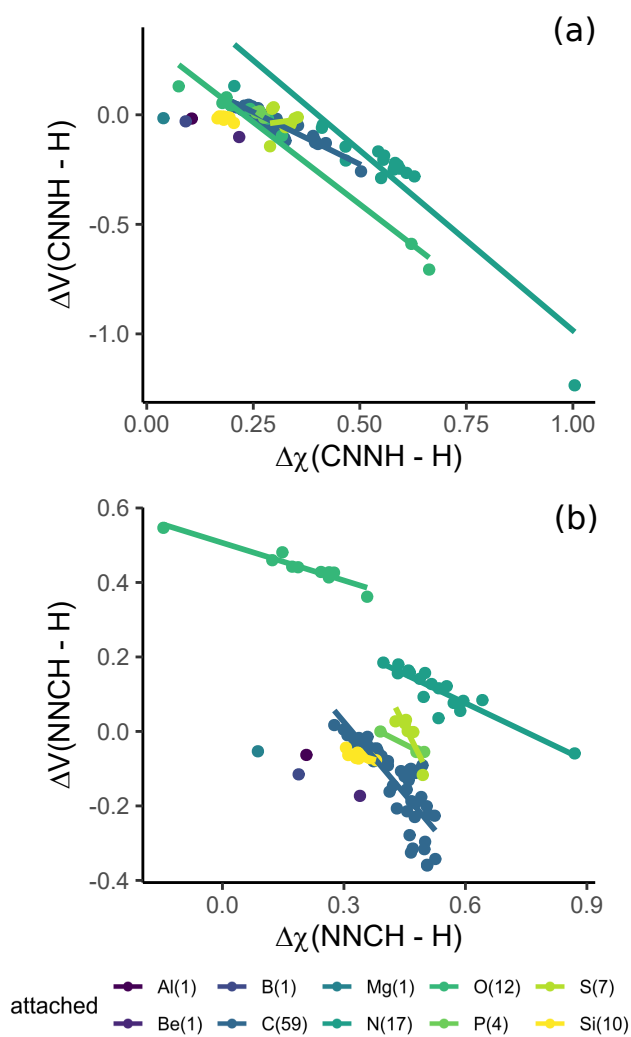 (a)
0.0
-0.5
-1.0
ΔV(CNNH - H)
0.00 0.25 0.50 0.75 1.00
Δχ(CNNH - H)
(b)
0.6
0.4
0.2
0.0
-0.2
-0.4
ΔV(NNCH - H)
0.0 0.3 0.6 0.9
Δχ(NNCH - H)
attached
Al(1) B(1) Mg(1) O(12) S(7)
Be(1) C(59) N(17) P(4) Si(10)